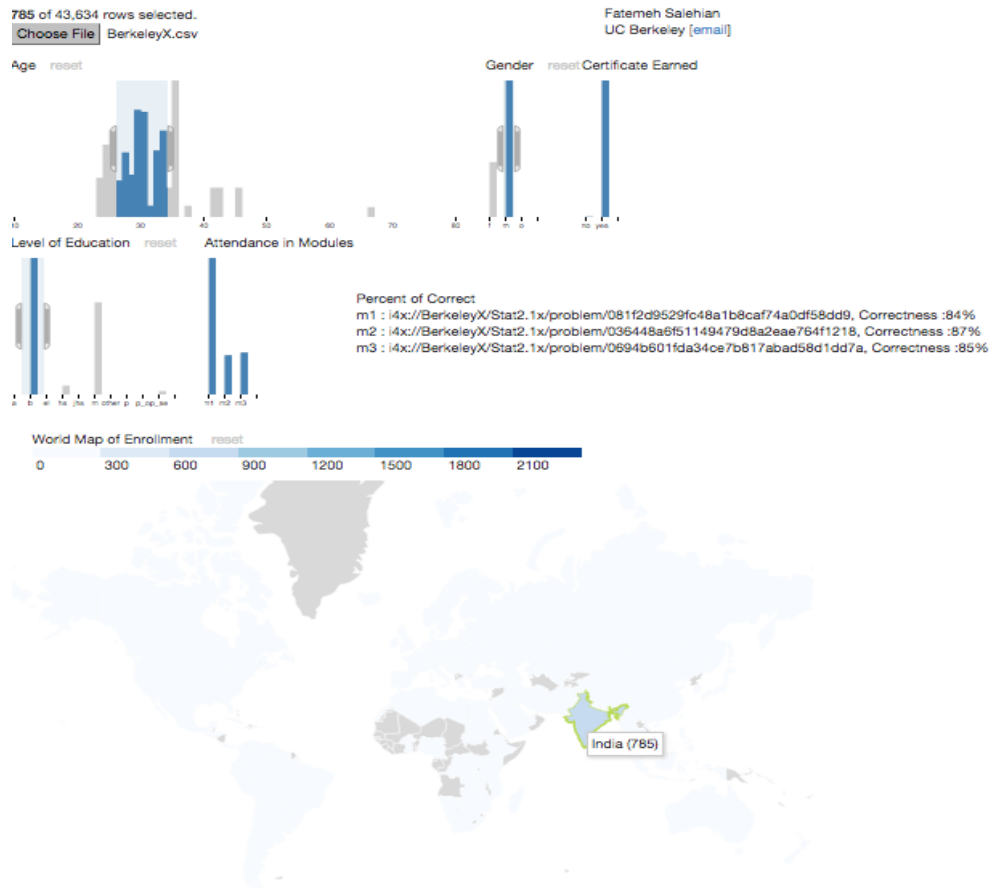 785 of 43,634 rows selected.
Choose File BerkeleyX.csv
Fatemeh Salehian
UC Berkeley [email]
Age reset
Gender reset
Certificate Earned
10 20 30 40 50 60 70 80
f m o
no yes
Level of Education reset
Attendance in Modules
a b el hs jhs m other p p_op_se
m1 m2 m3
Percent of Correct
m1 : i4x://BerkeleyX/Stat2.1x/problem/081f2d9529fc48a1b8caf74a0df58dd9, Correctness :84%
m2 : i4x://BerkeleyX/Stat2.1x/problem/036448a6f51149479d8a2eae764f1218, Correctness :87%
m3 : i4x://BerkeleyX/Stat2.1x/problem/0694b601fda34ce7b817abad58d1dd7a, Correctness :85%
World Map of Enrollment reset
0 300 600 900 1200 1500 1800 2100
India (785)